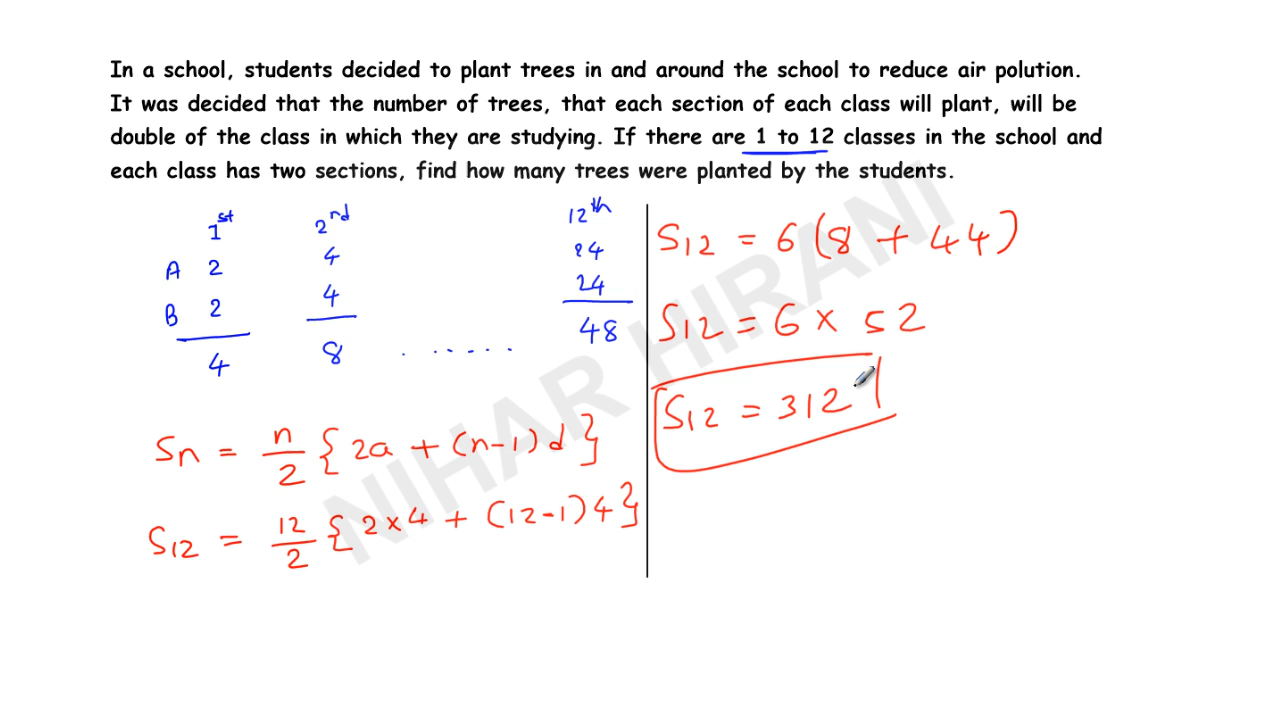 In a school, students decided to plant trees in and around the school to reduce air polution.
It was decided that the number of trees, that each section of each class will plant, will be
double of the class in which they are studying. If there are 1 to 12 classes in the school and
each class has two sections, find how many trees were planted by the students.
1st 2nd 12th
A 2 4 24
B 2 4 24
4 8 ........ 48
Sn = n/2 {2a + (n-1)d}
S12 = 12/2 {2x4 + (12-1)4}
S12 = 6(8 + 44)
S12 = 6 x 52
S12 = 312
NIHAR HIRANI